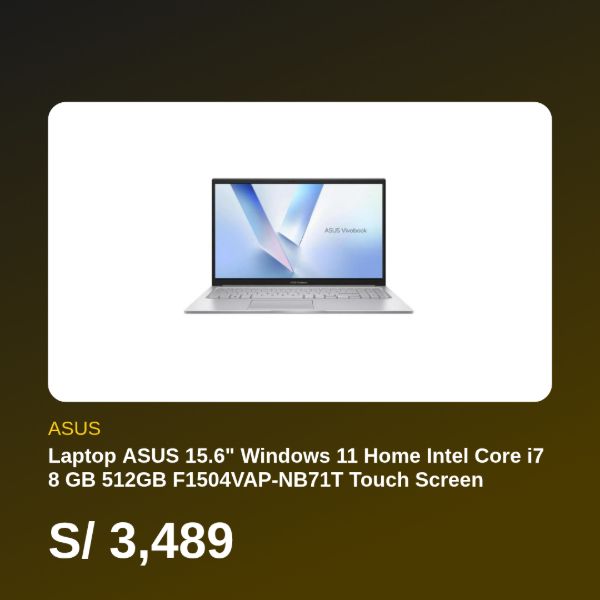 ASUS Vivobook
ASUS
Laptop ASUS 15.6" Windows 11 Home Intel Core i7
8 GB 512GB F1504VAP-NB71T Touch Screen
S/ 3,489